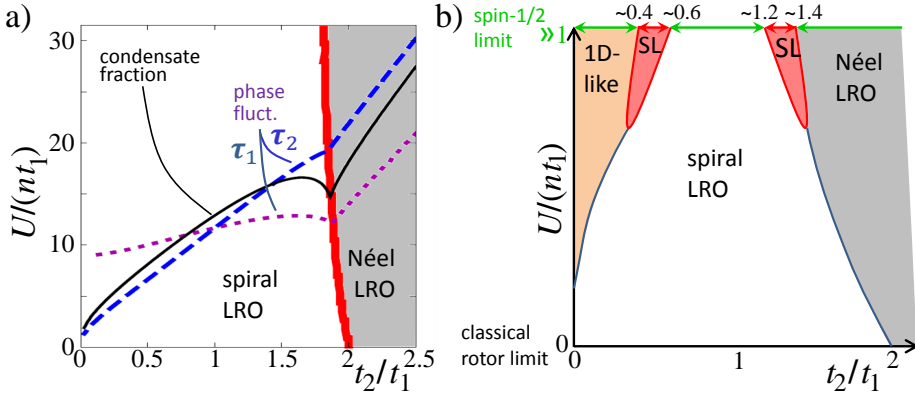 a)
U/(nt₁)
30
20
10
0
condensate
fraction
phase
fluct.
τ₁
τ₂
spiral
LRO
Néel
LRO
0
0.5
1
1.5
2
2.5
t₂/t₁
b)
spin-1/2
limit
»1
~0.4
~0.6
~1.2
~1.4
1D-
like
SL
SL
Néel
LRO
spiral
LRO
U/(nt₁)
classical
rotor limit
0
0
1
2
t₂/t₁